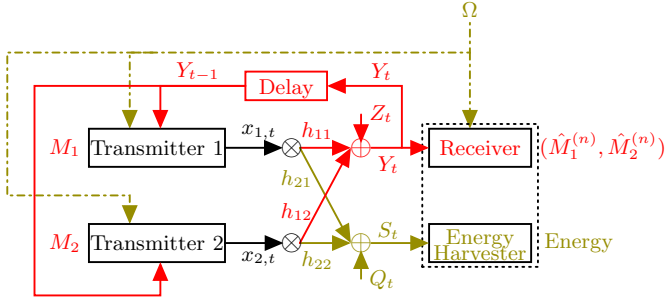 Ω
Y_{t-1} Delay Y_t
Z_t
M_1 Transmitter 1 x_{1,t} h_{11} Y_t Receiver (\hat{M}_1^{(n)}, \hat{M}_2^{(n)})
h_{21}
h_{12}
M_2 Transmitter 2 x_{2,t} h_{22} S_t Energy Harvester Energy
Q_t